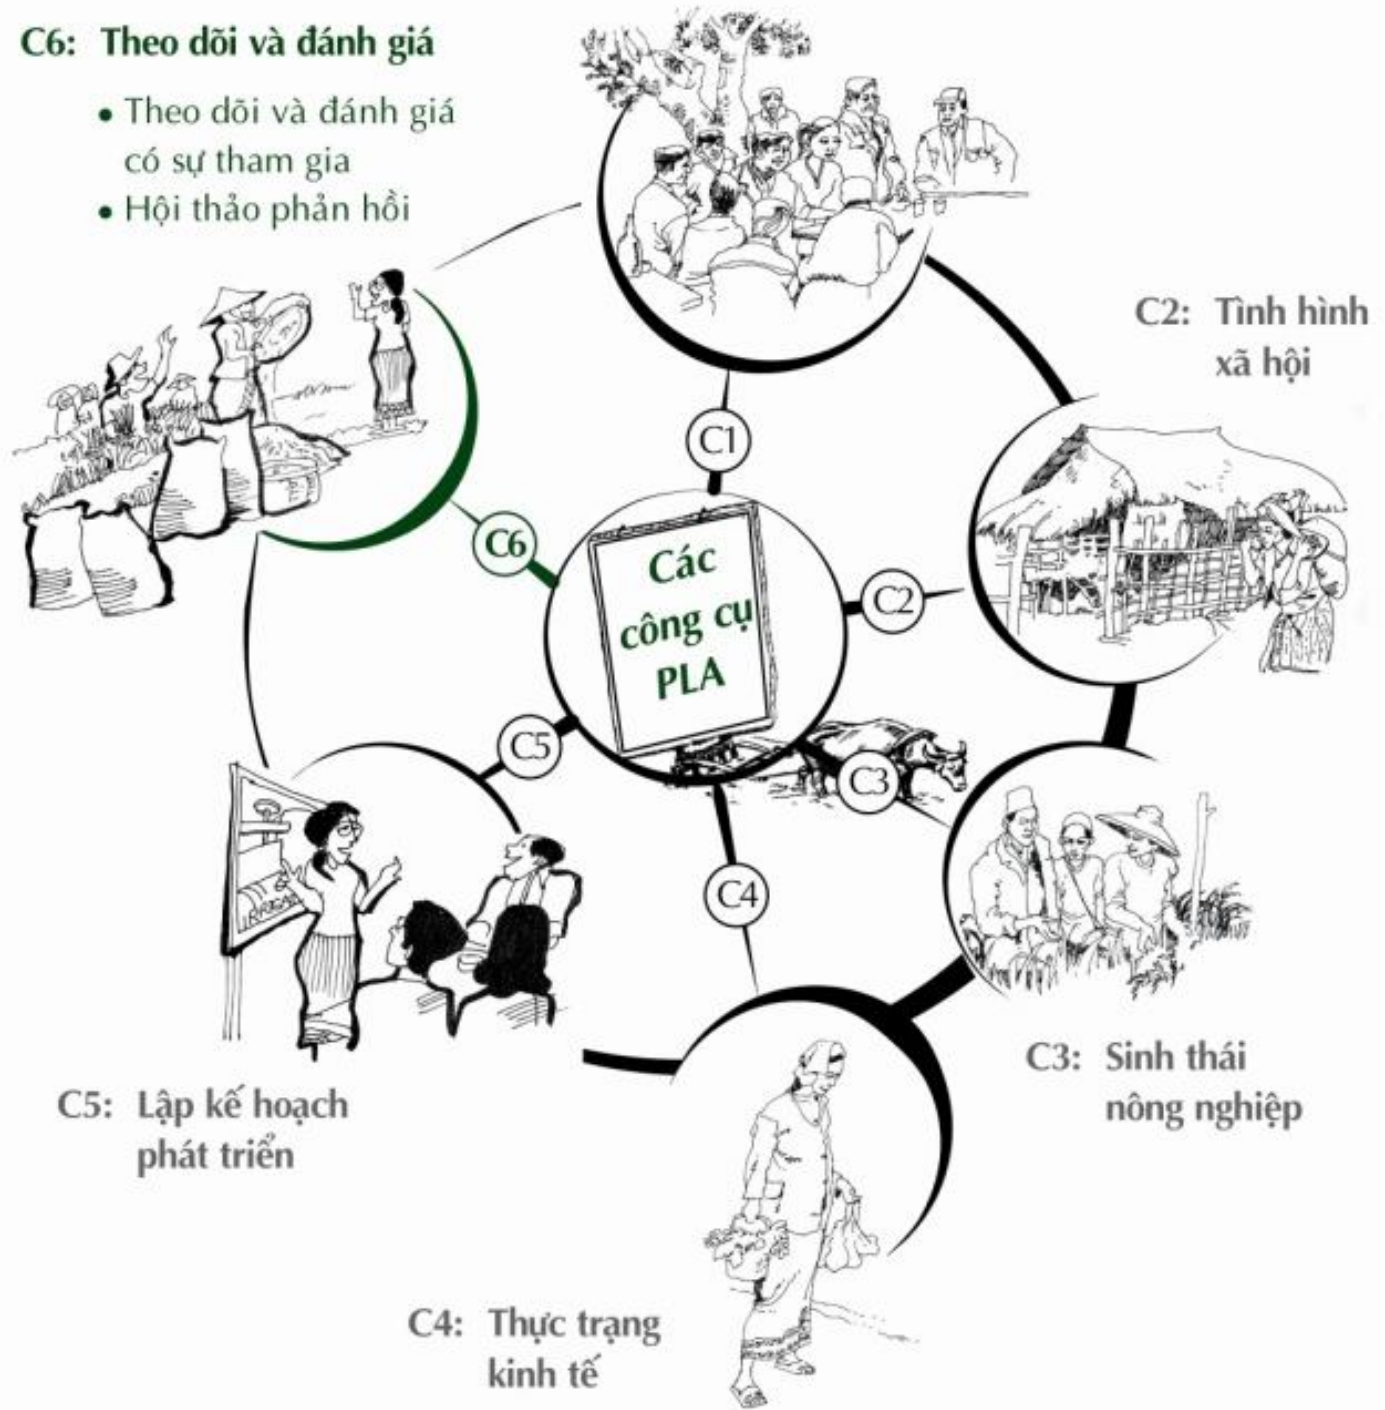 C6: Theo dõi và đánh giá
• Theo dõi và đánh giá
có sự tham gia
• Hội thảo phản hồi
C2: Tình hình
xã hội
C1
C6
Các
công cụ
PLA
C2
C5
C3
C4
C3: Sinh thái
nông nghiệp
C5: Lập kế hoạch
phát triển
C4: Thực trạng
kinh tế